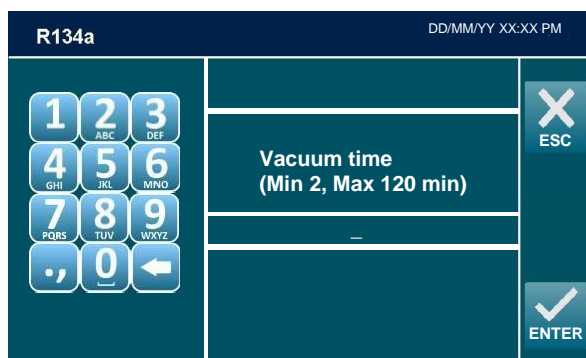 R134a
DD/MM/YY XX:XX PM
1
2
ABC
3
DEF
4
GHI
5
JKL
6
MNO
7
PQRS
8
TUV
9
WXYZ
.,
0
Vacuum time
(Min 2, Max 120 min)
_
ESC
ENTER